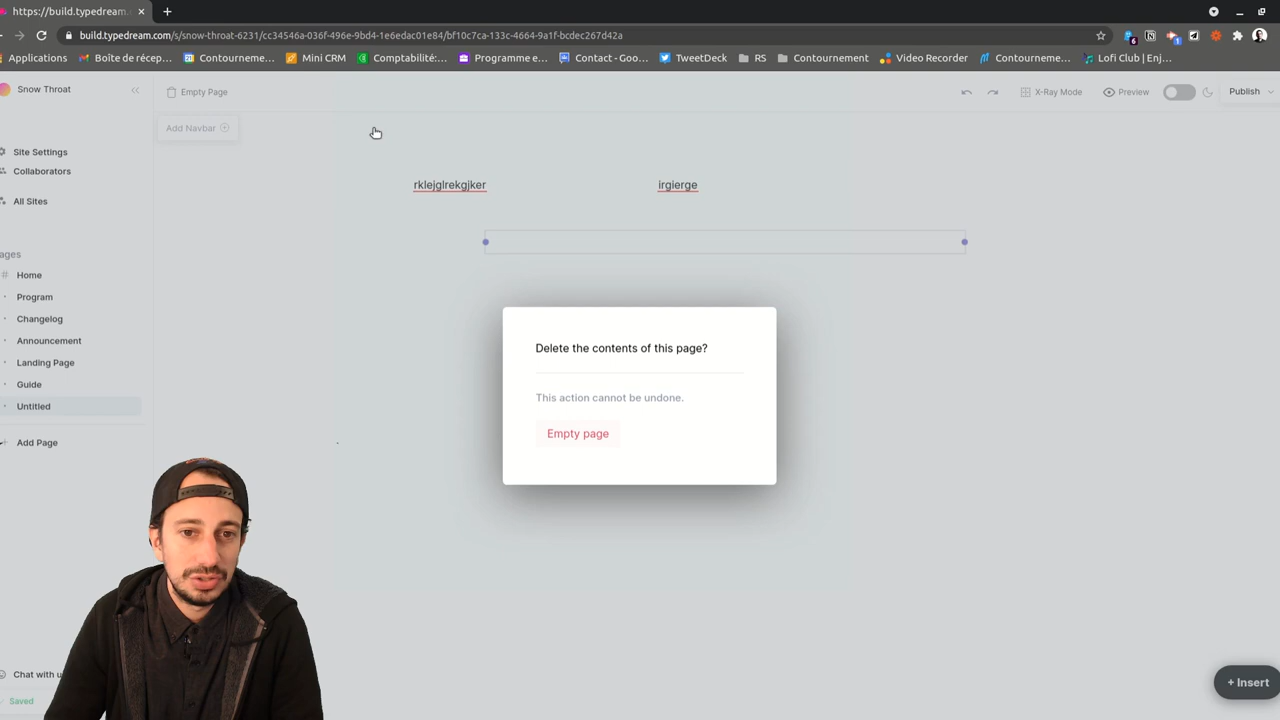 https://build.typedream.
build.typedream.com/s/snow-throat-6231/cc34546a-036f-496e-9bd4-1e6edac01e84/bf10c7ca-133c-4664-9a1f-bcdec267d42a
6
1
Applications
Boîte de récep...
Contourneme...
Mini CRM
Comptabilité:...
Programme e...
Contact - Goo...
TweetDeck
RS
Contournement
Video Recorder
Contourneme...
Lofi Club | Enj...
Snow Throat
Empty Page
X-Ray Mode
Preview
Publish
Add Navbar
Site Settings
Collaborators
All Sites
ages
Home
Program
Changelog
Announcement
Landing Page
Guide
Untitled
Add Page
rklejglrekgjker
irgierge
Delete the contents of this page?
This action cannot be undone.
Empty page
Chat with u
Saved
+ Insert